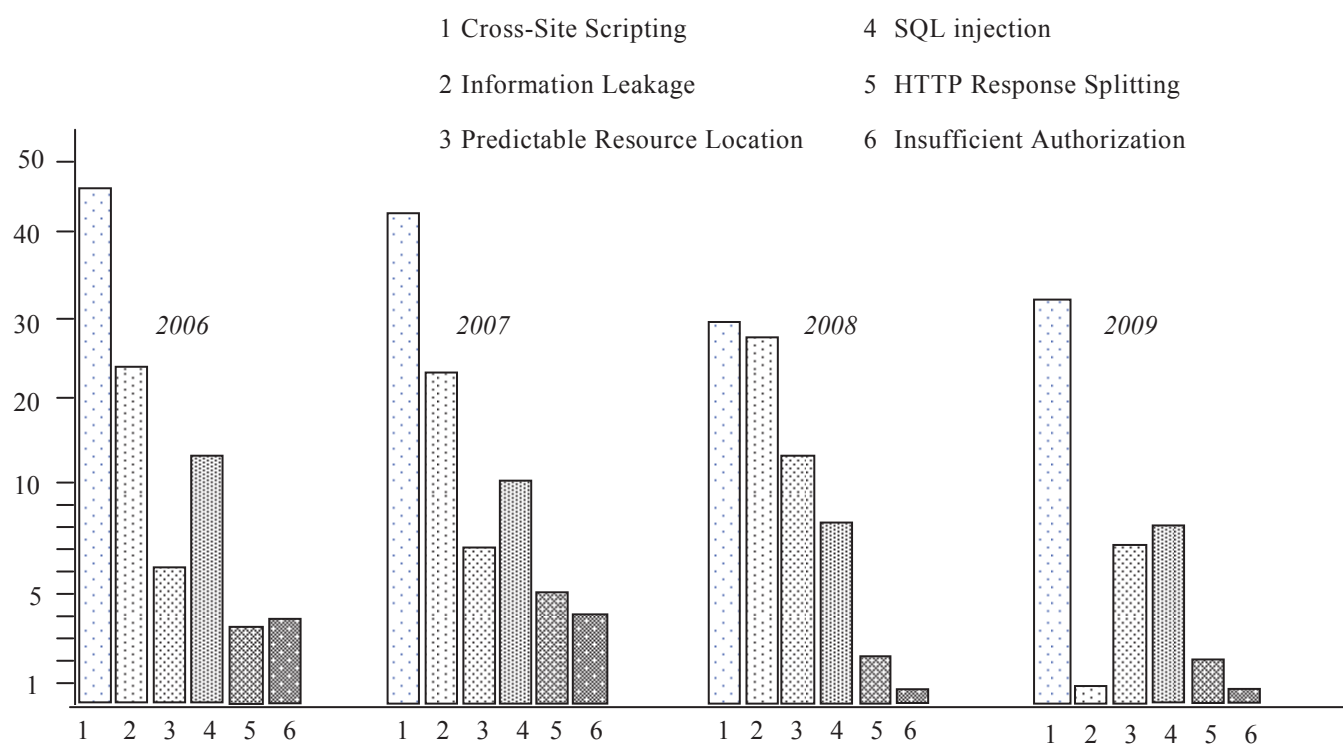 1 Cross-Site Scripting 4 SQL injection
2 Information Leakage 5 HTTP Response Splitting
3 Predictable Resource Location 6 Insufficient Authorization
50
40
30
20
10
5
1
2006 2007 2008 2009
1 2 3 4 5 6 1 2 3 4 5 6 1 2 3 4 5 6 1 2 3 4 5 6